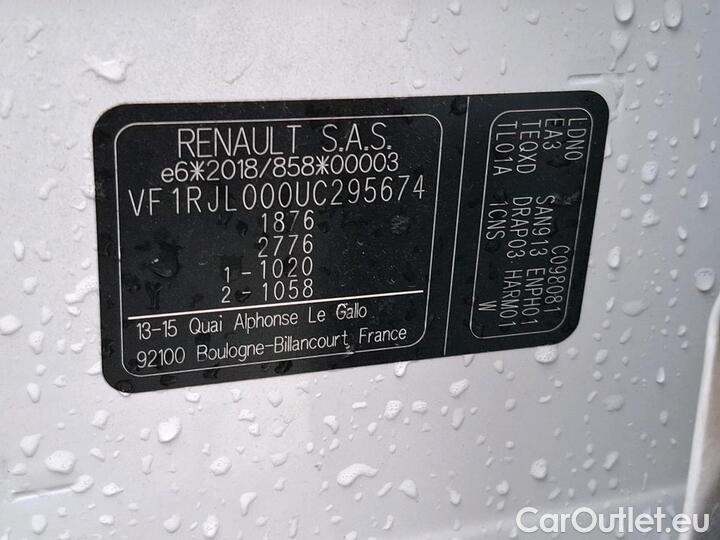 RENAULT S.A.S.
e6*2018/858*00003
VF1RJL000UC295674
1876
2776
1-1020
2-1058
13-15 Quai Alphonse Le Gallo
92100 Boulogne-Billancourt France
LDN0 C098081
EA3 SAN913 ENPH01
TEQXD DRAP03 HARM01
TL01A 1CNS W
CarOutlet.eu